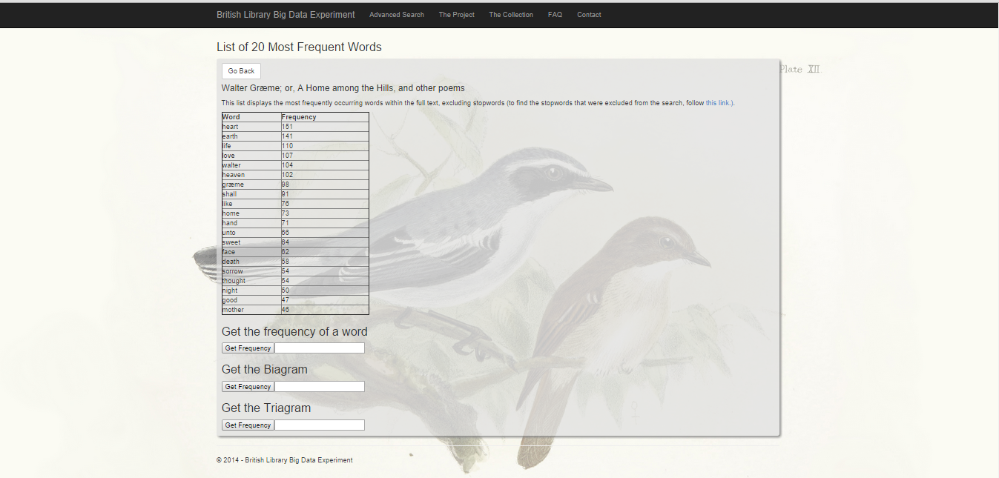 British Library Big Data Experiment Advanced Search The Project The Collection FAQ Contact
List of 20 Most Frequent Words
Go Back
Plate XII.
Walter Græme; or, A Home among the Hills, and other poems
This list displays the most frequently occurring words within the full text, excluding stopwords (to find the stopwords that were excluded from the search, follow this link.).
Word Frequency
heart 151
earth 141
life 110
love 107
walter 104
heaven 102
græme 98
shall 91
like 76
home 73
hand 71
unto 66
sweet 64
face 62
death 58
sorrow 54
thought 54
night 50
good 47
mother 46
Get the frequency of a word
Get Frequency
Get the Biagram
Get Frequency
Get the Triagram
Get Frequency
© 2014 - British Library Big Data Experiment